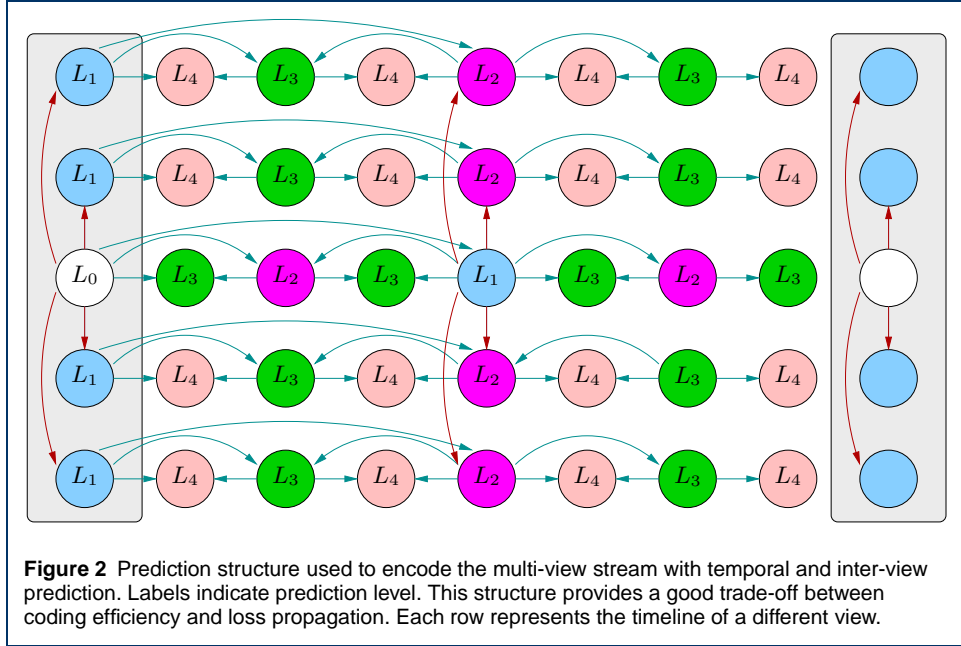 L1 L4 L3 L4 L2 L4 L3 L4
L1 L4 L3 L4 L2 L4 L3 L4
L0 L3 L2 L3 L1 L3 L2 L3
L1 L4 L3 L4 L2 L4 L3 L4
L1 L4 L3 L4 L2 L4 L3 L4
Figure 2 Prediction structure used to encode the multi-view stream with temporal and inter-view
prediction. Labels indicate prediction level. This structure provides a good trade-off between
coding efficiency and loss propagation. Each row represents the timeline of a different view.